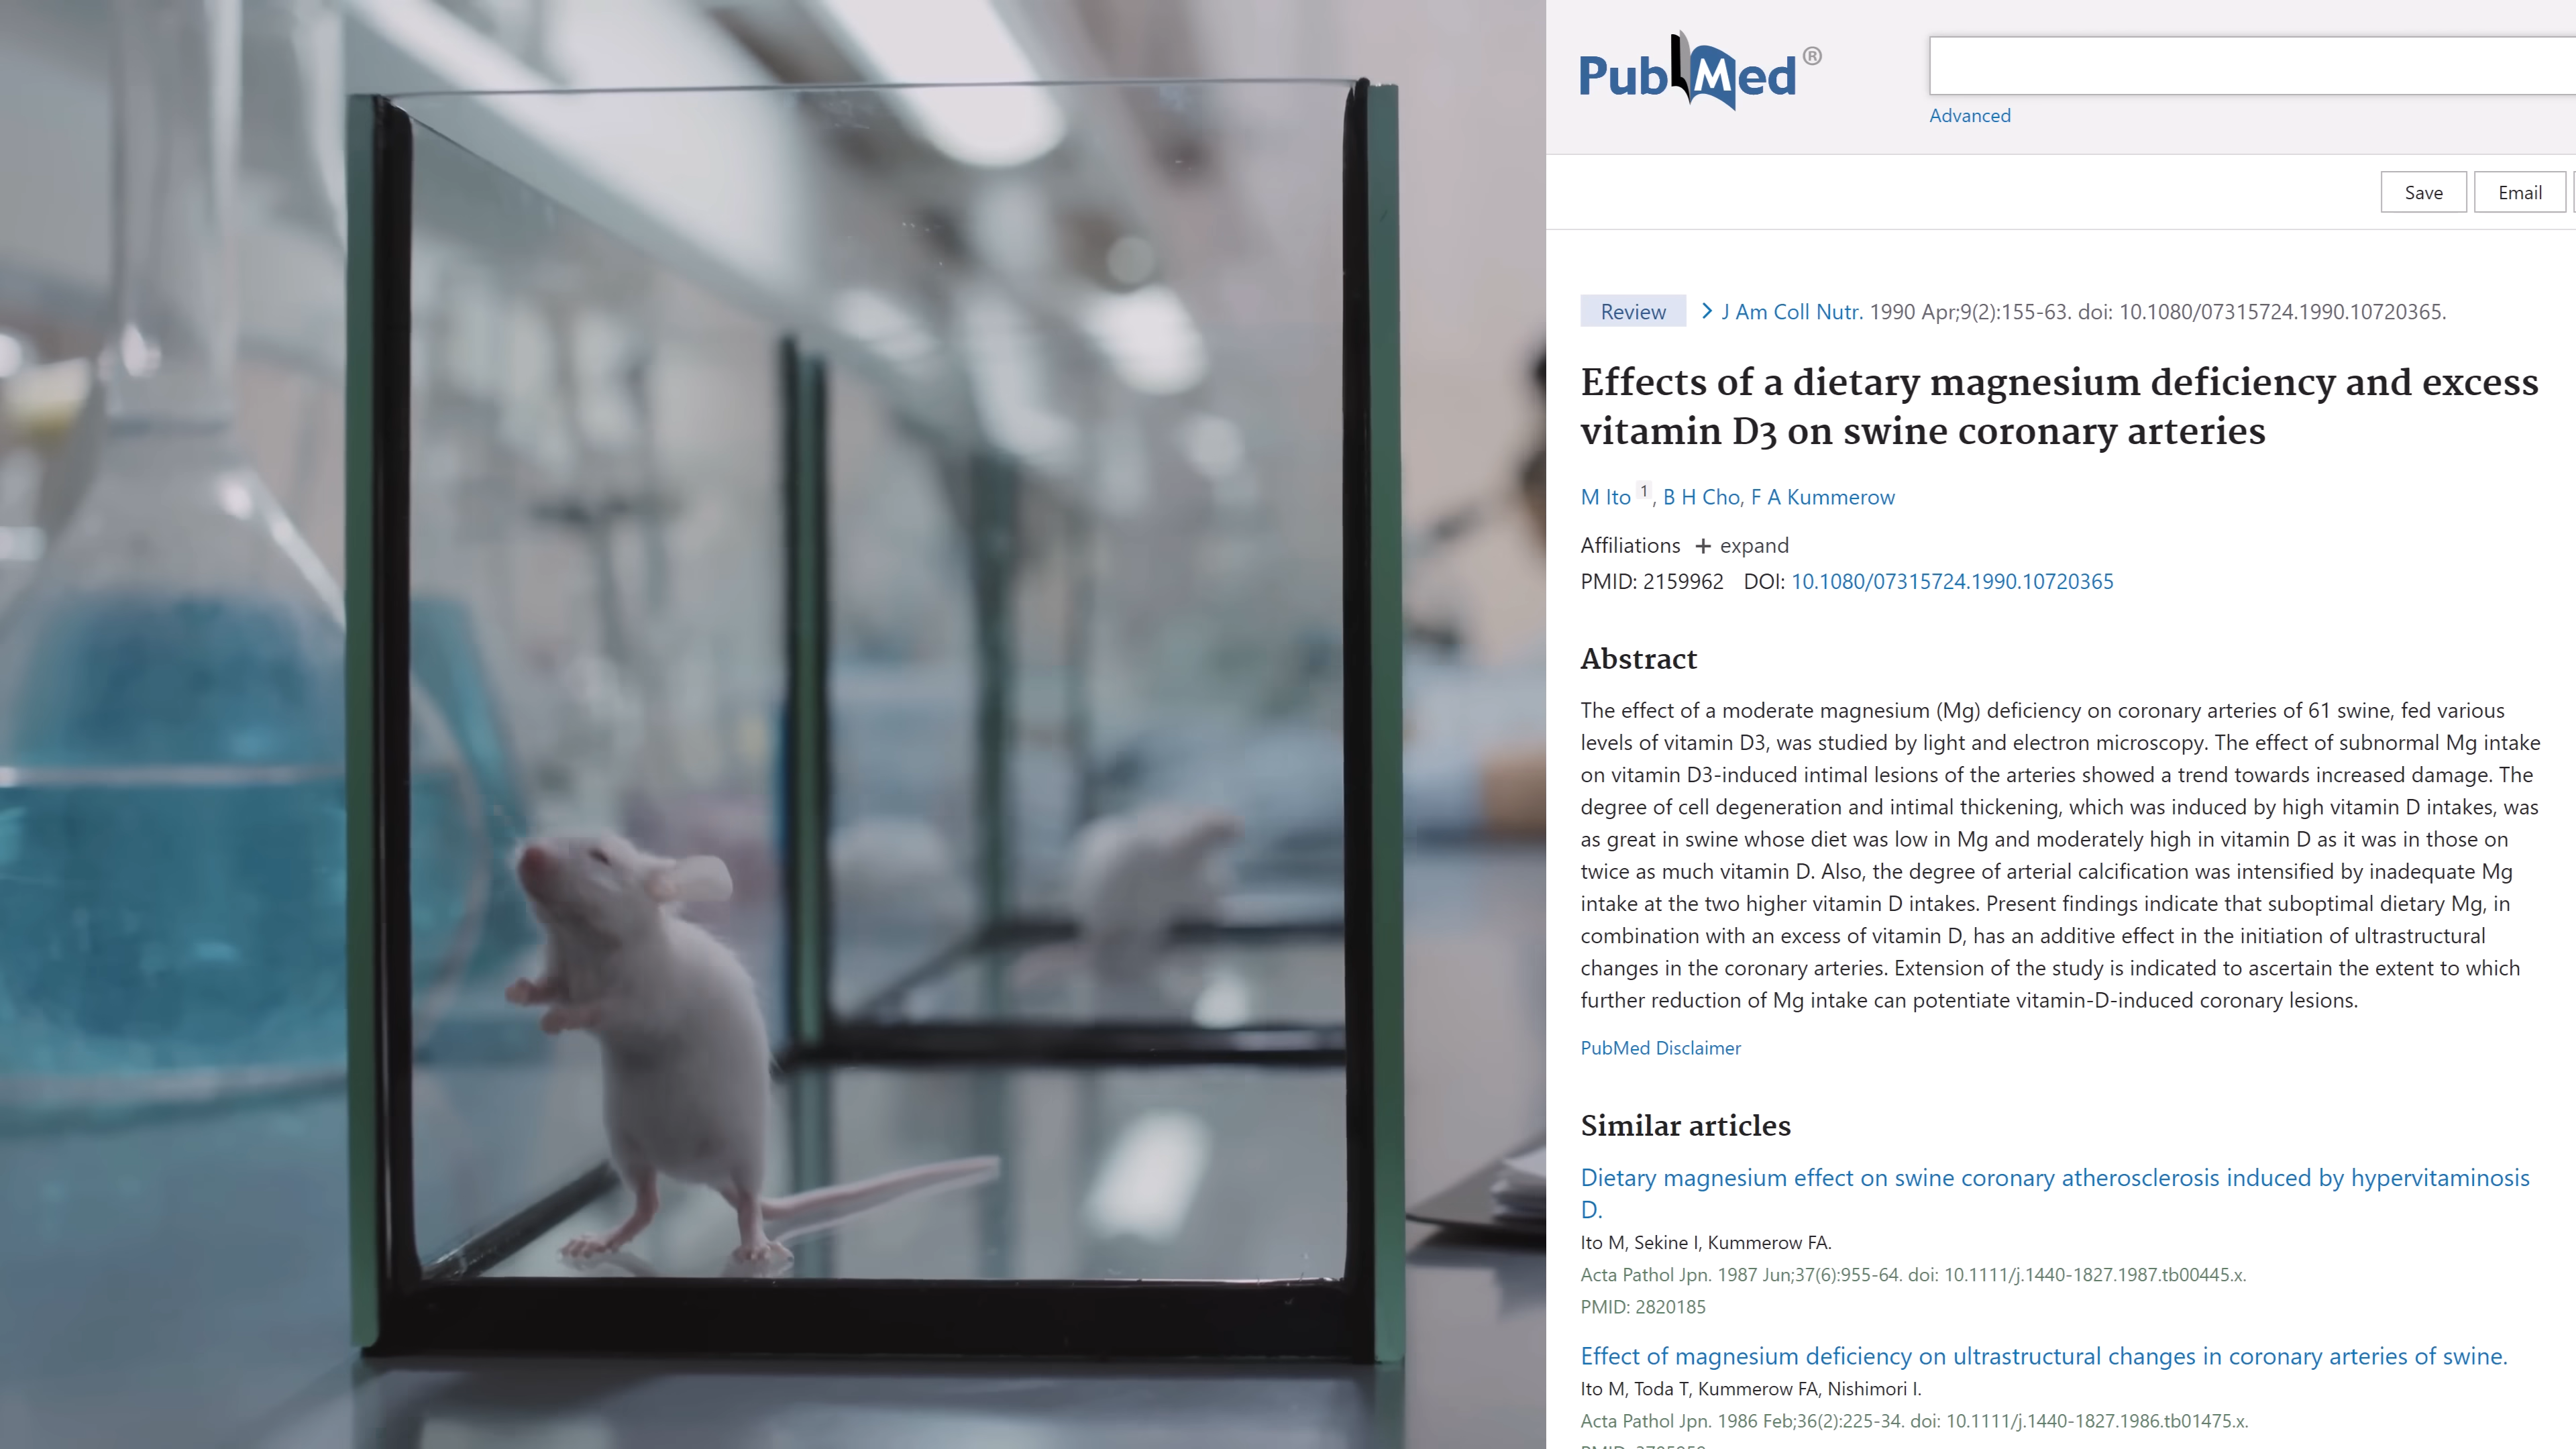 PubMed®
Advanced
Save
Email
Review
J Am Coll Nutr. 1990 Apr;9(2):155-63. doi: 10.1080/07315724.1990.10720365.
Effects of a dietary magnesium deficiency and excess
vitamin D3 on swine coronary arteries
M Ito 1, B H Cho, F A Kummerow
Affiliations + expand
PMID: 2159962 DOI: 10.1080/07315724.1990.10720365
Abstract
The effect of a moderate magnesium (Mg) deficiency on coronary arteries of 61 swine, fed various
levels of vitamin D3, was studied by light and electron microscopy. The effect of subnormal Mg intake
on vitamin D3-induced intimal lesions of the arteries showed a trend towards increased damage. The
degree of cell degeneration and intimal thickening, which was induced by high vitamin D intakes, was
as great in swine whose diet was low in Mg and moderately high in vitamin D as it was in those on
twice as much vitamin D. Also, the degree of arterial calcification was intensified by inadequate Mg
intake at the two higher vitamin D intakes. Present findings indicate that suboptimal dietary Mg, in
combination with an excess of vitamin D, has an additive effect in the initiation of ultrastructural
changes in the coronary arteries. Extension of the study is indicated to ascertain the extent to which
further reduction of Mg intake can potentiate vitamin-D-induced coronary lesions.
PubMed Disclaimer
Similar articles
Dietary magnesium effect on swine coronary atherosclerosis induced by hypervitaminosis
D.
Ito M, Sekine I, Kummerow FA.
Acta Pathol Jpn. 1987 Jun;37(6):955-64. doi: 10.1111/j.1440-1827.1987.tb00445.x.
PMID: 2820185
Effect of magnesium deficiency on ultrastructural changes in coronary arteries of swine.
Ito M, Toda T, Kummerow FA, Nishimori I.
Acta Pathol Jpn. 1986 Feb;36(2):225-34. doi: 10.1111/j.1440-1827.1986.tb01475.x.